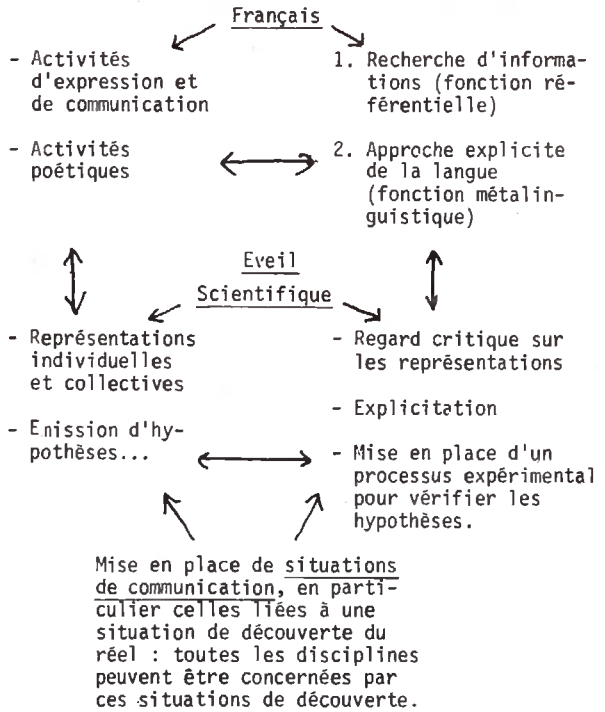 Français
- Activités
d'expression et
de communication
- Activités
poétiques
1. Recherche d'informa-
tions (fonction ré-
férentielle)
2. Approche explicite
de la langue
(fonction métalin-
guistique)
Eveil
Scientifique
- Représentations
individuelles
et collectives
- Emission d'hy-
pothèses...
- Regard critique sur
les représentations
- Explicitation
- Mise en place d'un
processus expérimental
pour vérifier les
hypothèses.
Mise en place de situations
de communication, en parti-
culier celles liées à une
situation de découverte du
réel : toutes les disciplines
peuvent être concernées par
ces situations de découverte.